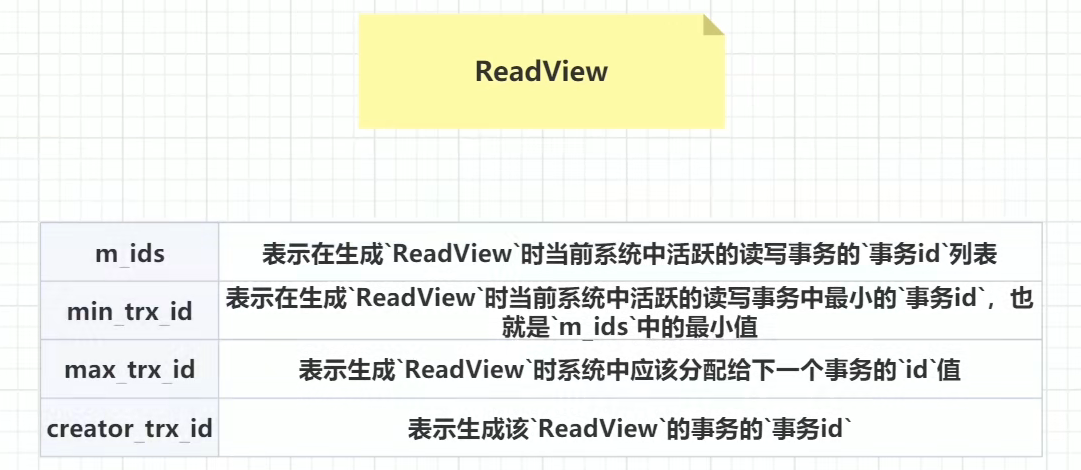 ReadView
m_ids
表示在生成`ReadView`时当前系统中活跃的读写事务的`事务id`列表
min_trx_id
表示在生成`ReadView`时当前系统中活跃的读写事务中最小的`事务id`，也
就是`m_ids`中的最小值
max_trx_id
表示生成`ReadView`时系统中应该分配给下一个事务的`id`值
creator_trx_id
表示生成该`ReadView`的事务的`事务id`